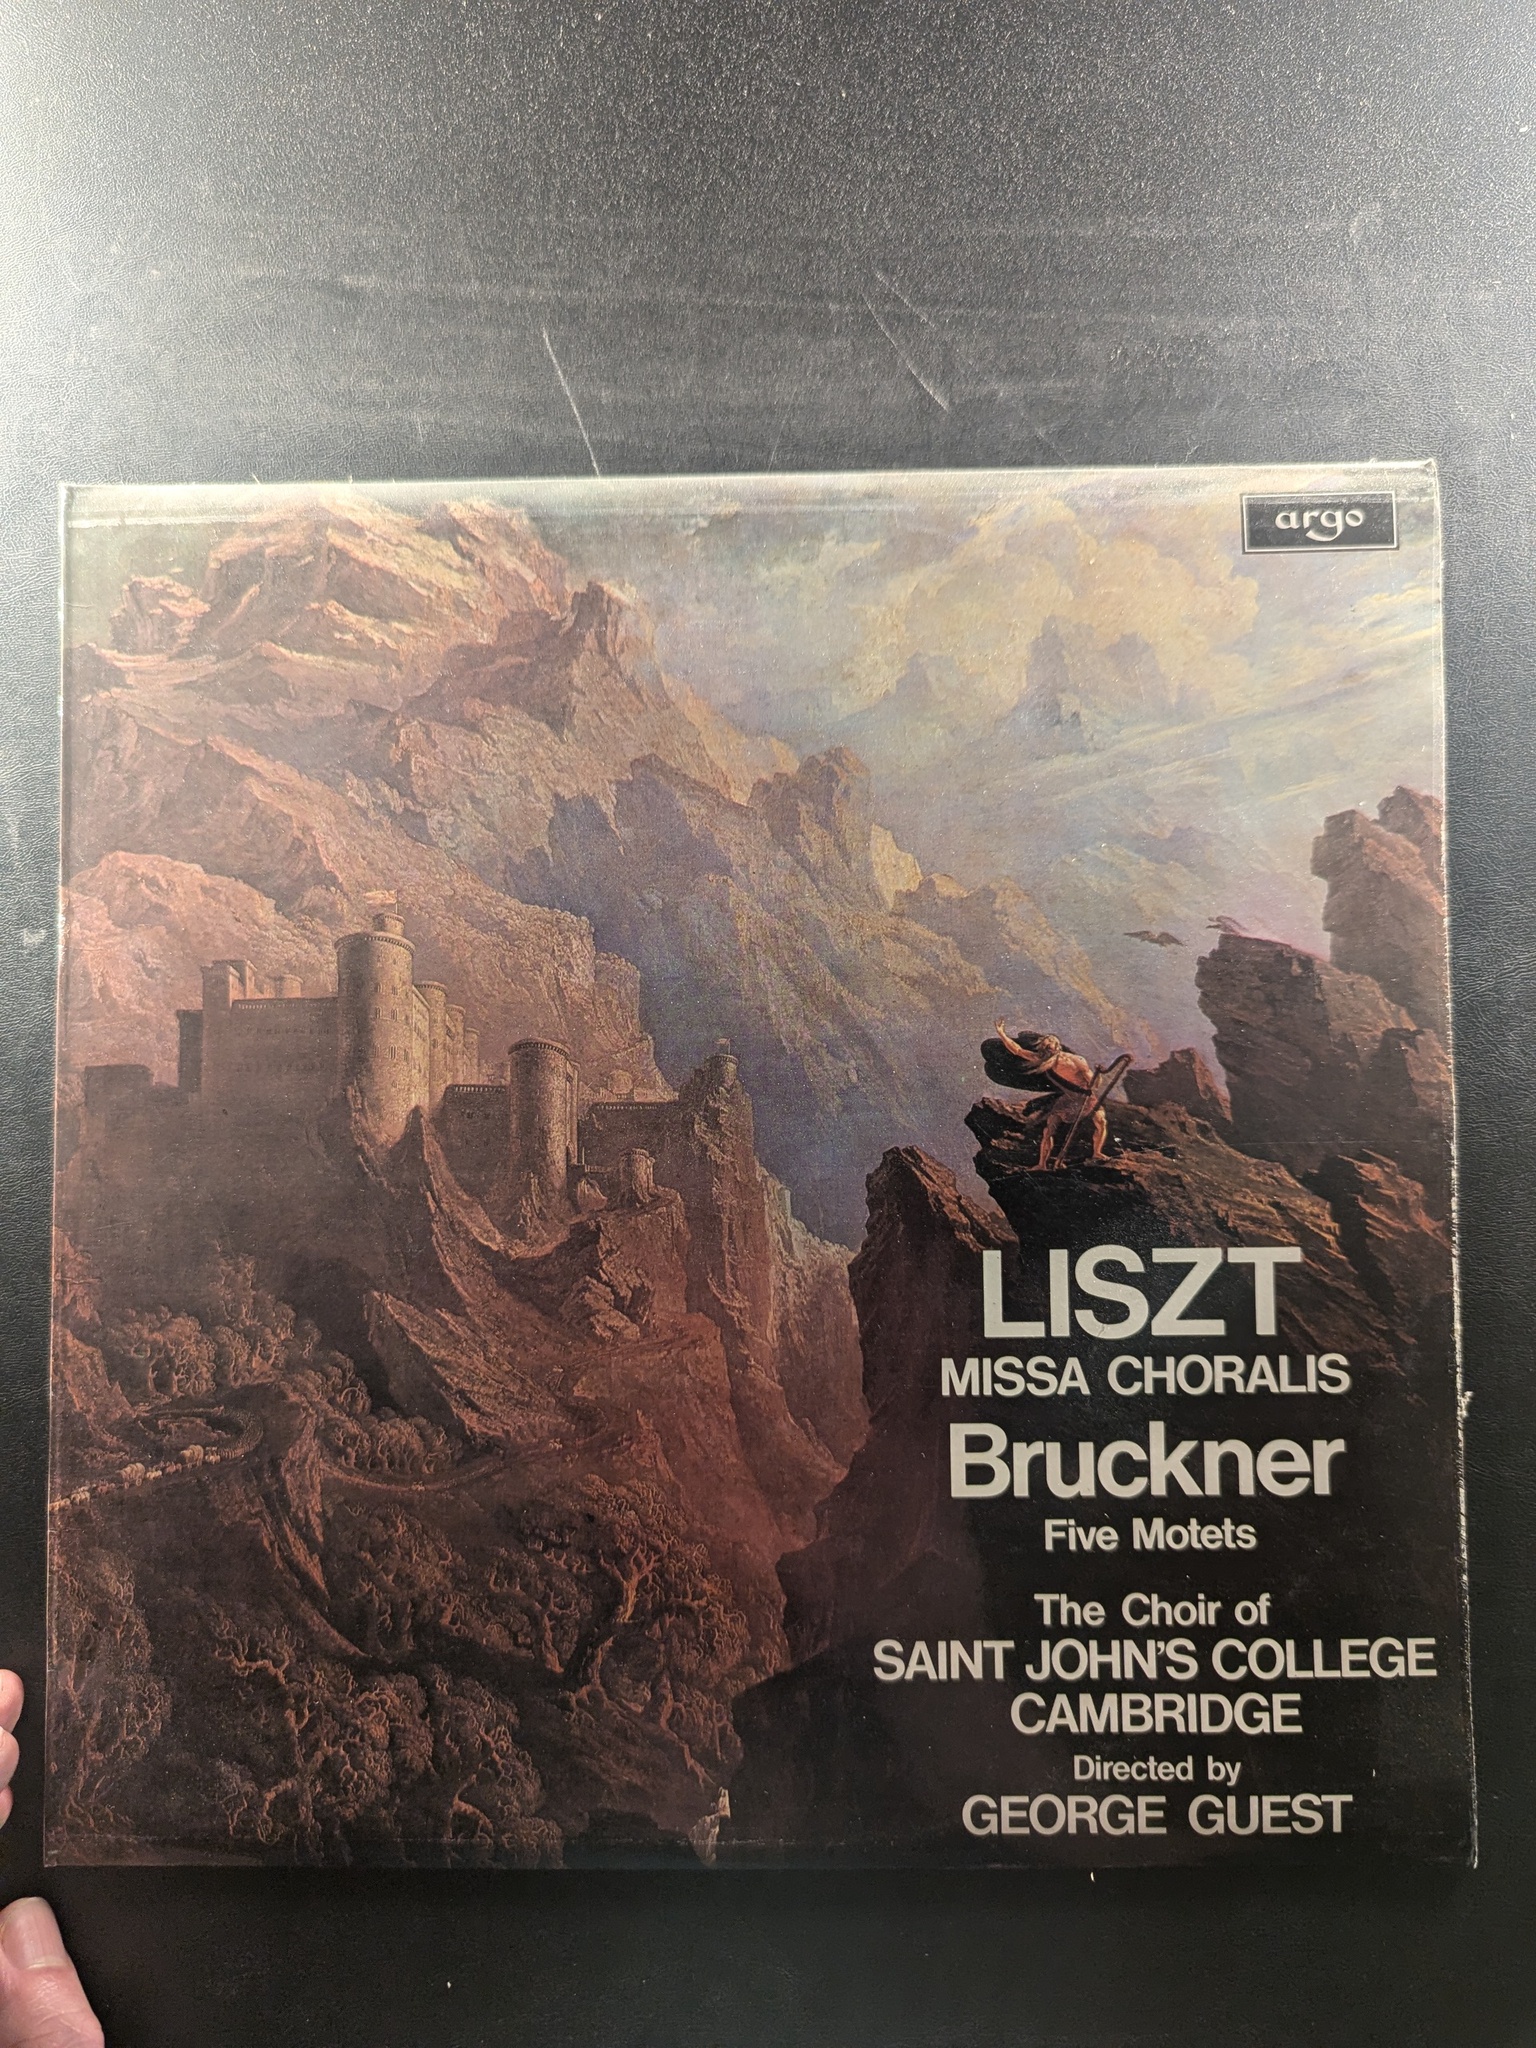 argo
LISZT
MISSA CHORALIS
Bruckner
Five Motets
The Choir of
SAINT JOHN'S COLLEGE
CAMBRIDGE
Directed by
GEORGE GUEST